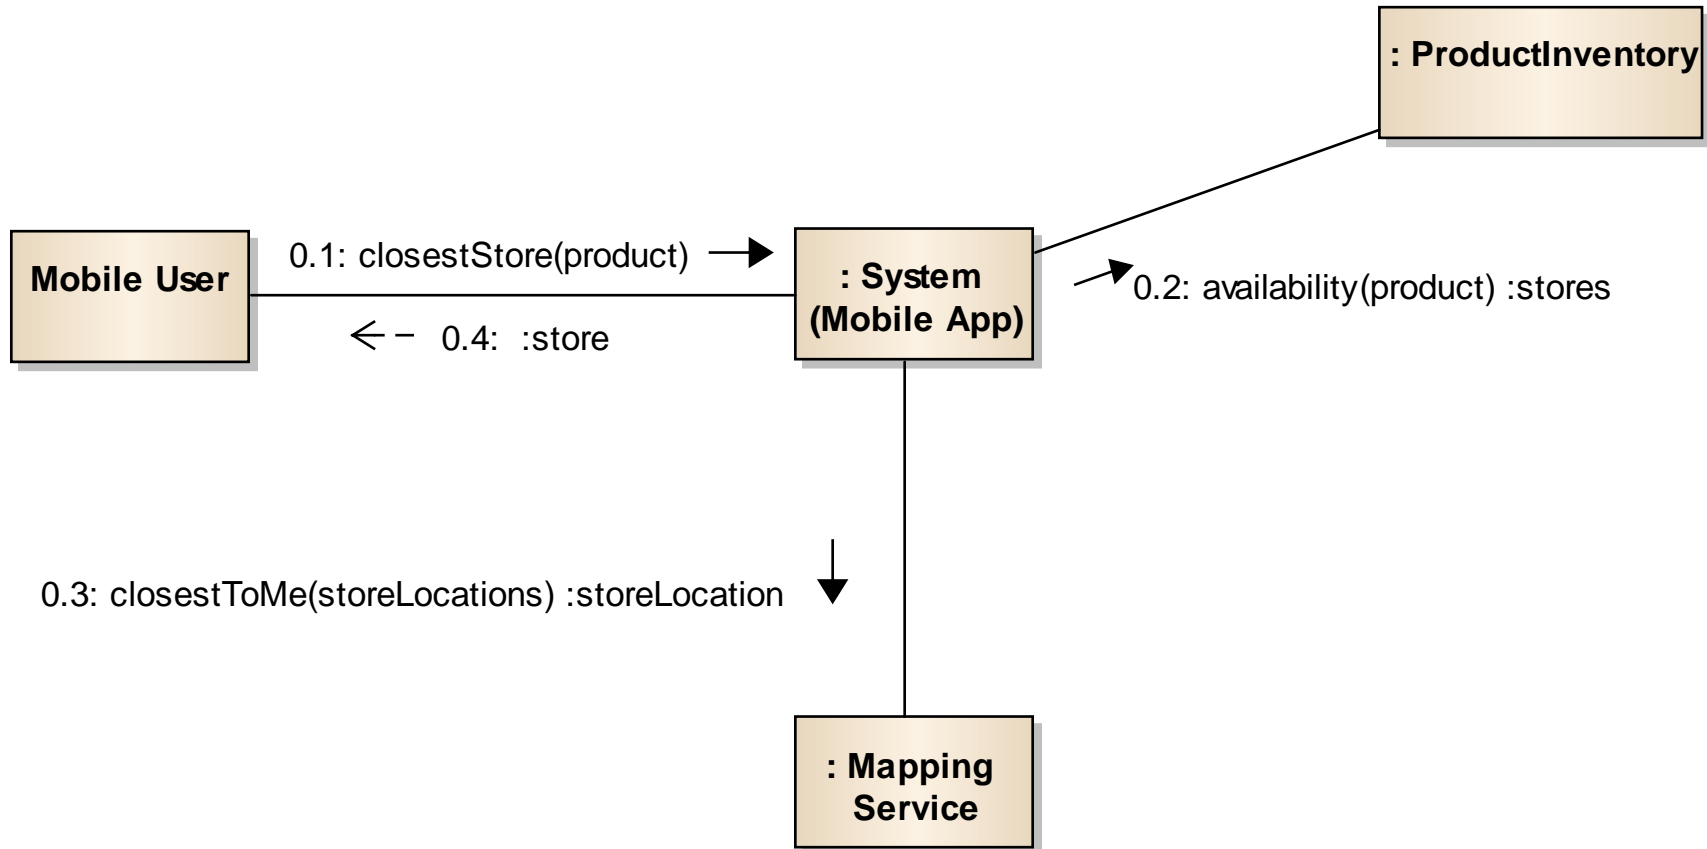 : ProductInventory
0.1: closestStore(product)
Mobile User
: System
(Mobile App)
0.2: availability(product) :stores
0.4:  :store
0.3: closestToMe(storeLocations) :storeLocation
: Mapping
Service